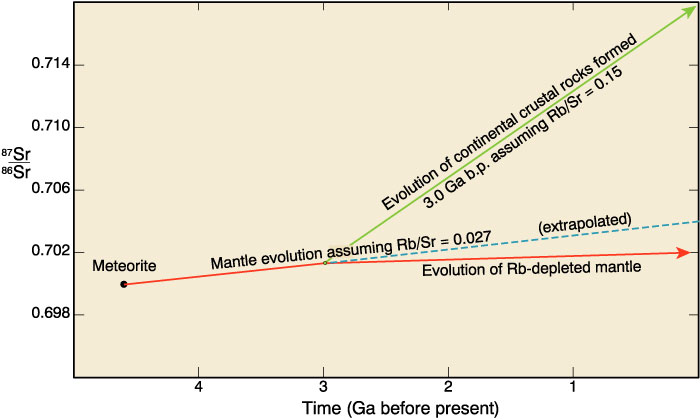 0.714
0.710
87Sr
86Sr
0.706
0.702
0.698
Evolution of continental crustal rocks formed
3.0 Ga b.p. assuming Rb/Sr = 0.15
(extrapolated)
Mantle evolution assuming Rb/Sr = 0.027
Meteorite
Evolution of Rb-depleted mantle
4 3 2 1
Time (Ga before present)